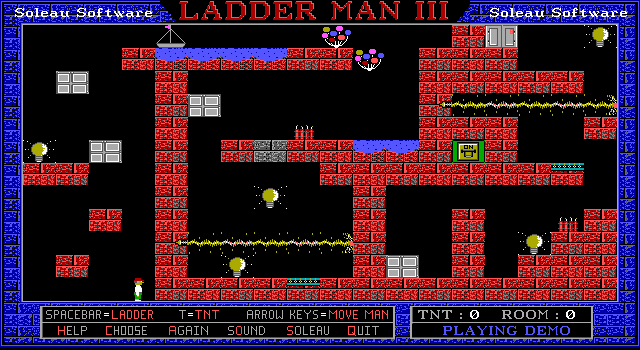 Soleau Software LADDER MAN III Soleau Software
ON
SPACEBAR=LADDER T=TNT ARROW KEYS=MOVE MAN
HELP CHOOSE AGAIN SOUND SOLEAU QUIT
TNT : 0 ROOM : 0
PLAYING DEMO